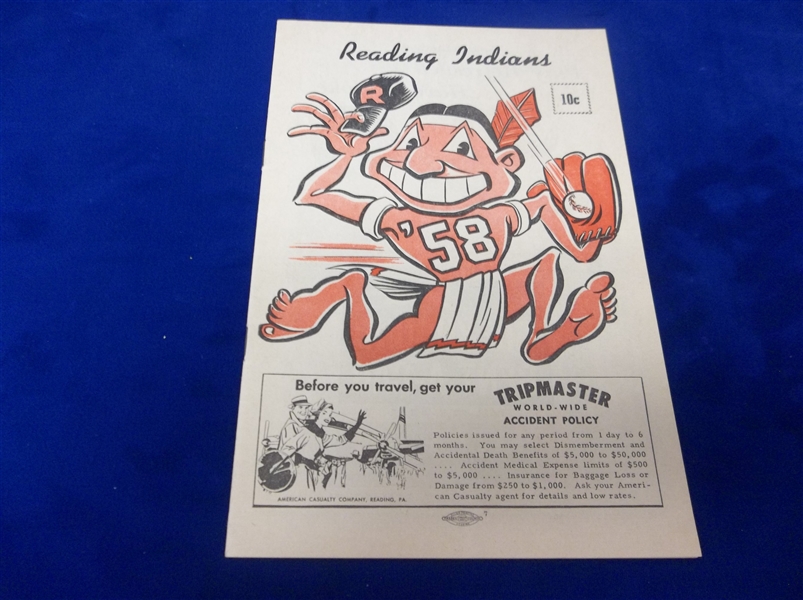 Reading Indians
10c
R
'58
Before you travel, get your
TRIPMASTER
WORLD-WIDE
ACCIDENT POLICY
Policies issued for any period from 1 day to 6
months. You may select Dismemberment and
Accidental Death Benefits of $5,000 to $50,000
.... Accident Medical Expense limits of $500
to $5,000 .... Insurance for Baggage Loss or
Damage from $250 to $1,000. Ask your Ameri-
can Casualty agent for details and low rates.
AMERICAN CASUALTY COMPANY, READING, PA.
7